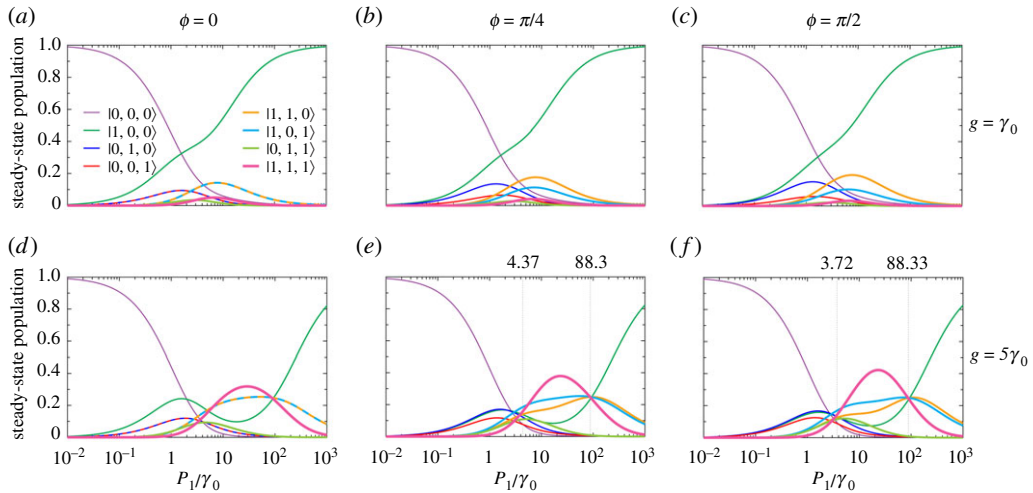 (a) ϕ = 0 (b) ϕ = π/4 (c) ϕ = π/2
steady-state population
1.0
0.8
0.6
0.4
0.2
0
|0, 0, 0⟩ |1, 1, 0⟩
|1, 0, 0⟩ |1, 0, 1⟩
|0, 1, 0⟩ |0, 1, 1⟩
|0, 0, 1⟩ |1, 1, 1⟩
g = γ0
(d) (e) (f)
4.37 88.3 3.72 88.33
steady-state population
1.0
0.8
0.6
0.4
0.2
0
g = 5γ0
10⁻² 10⁻¹ 1 10 10² 10³ 10⁻² 10⁻¹ 1 10 10² 10³ 10⁻² 10⁻¹ 1 10 10² 10³
P1/γ0 P1/γ0 P1/γ0